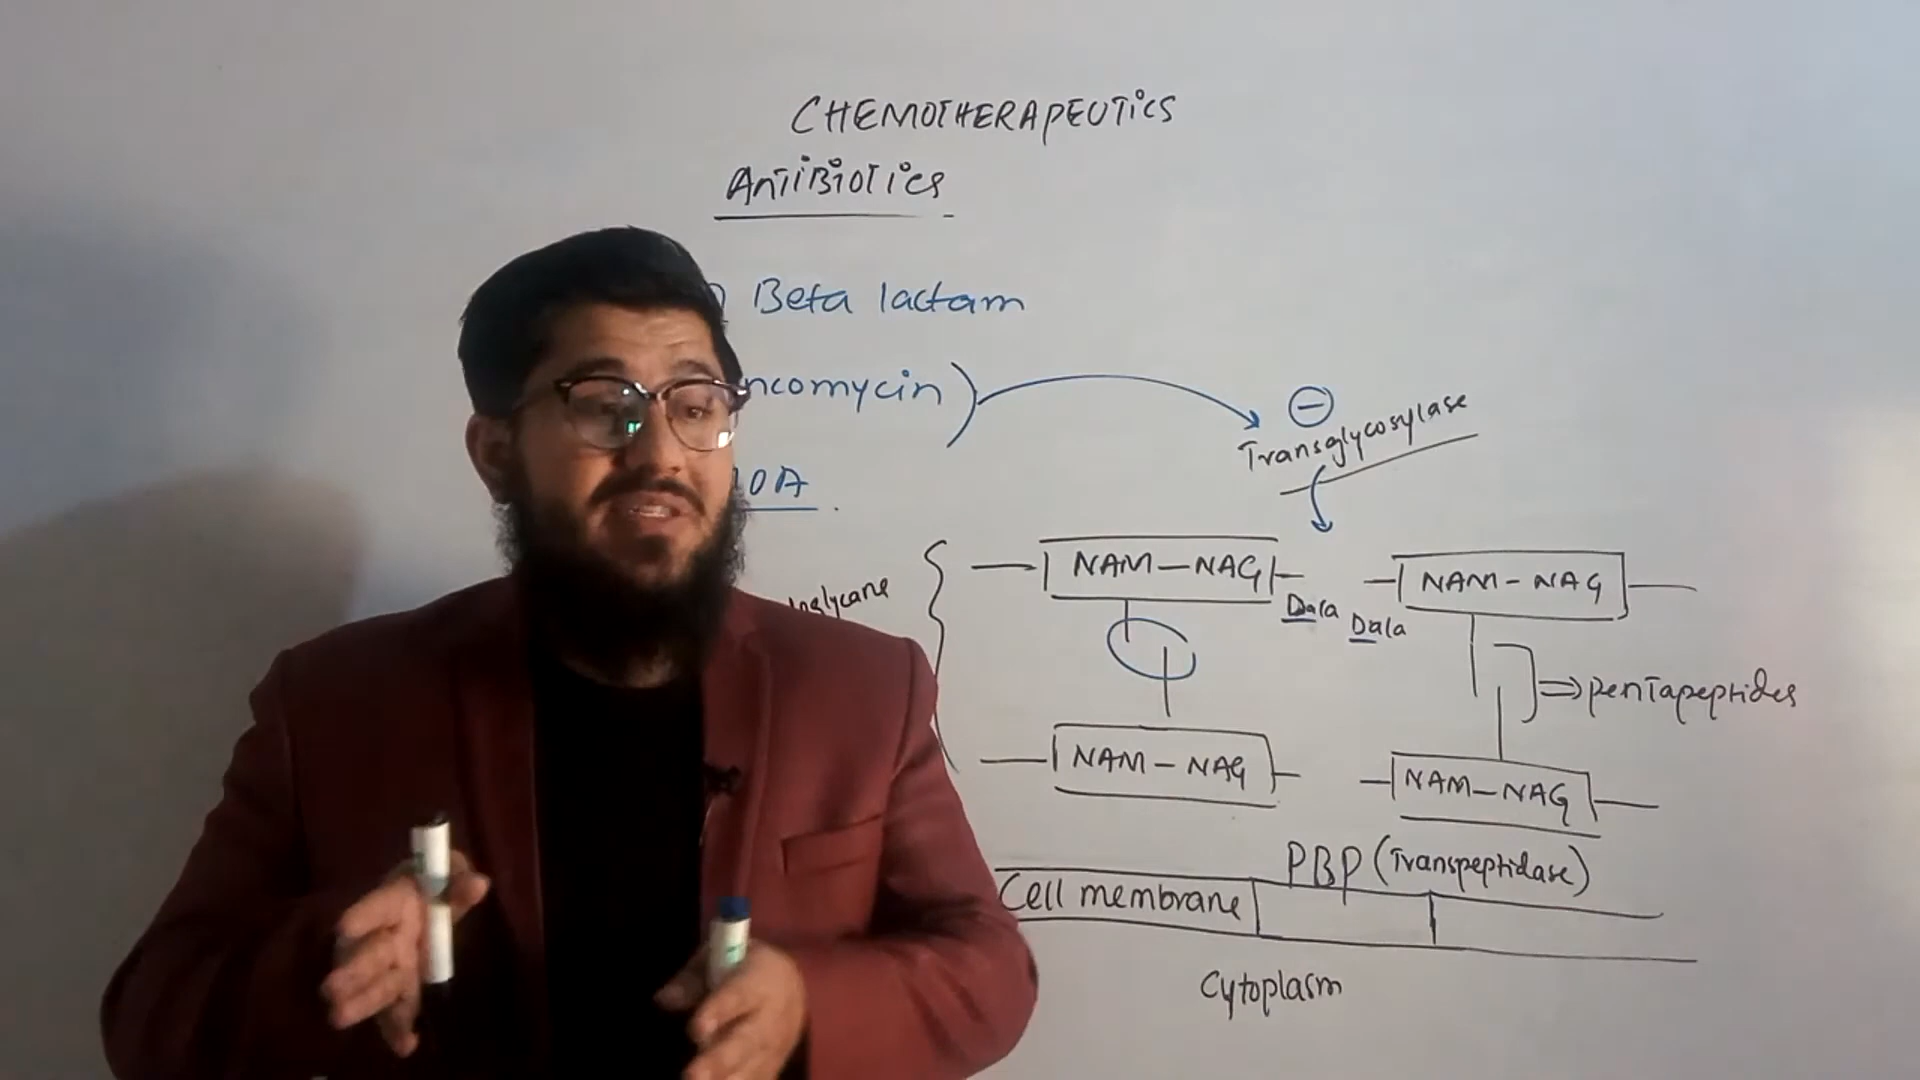 CHEMOTHERAPEUTICS
ANTIBIOTICS
Beta lactam
ncomycin)
Transglycosylase
OA
NAM-NAG
NAM-NAG
Dala
Dala
pentapeptides
NAM-NAG
NAM-NAG
PBP (Transpeptidase)
Cell membrane
Cytoplasm